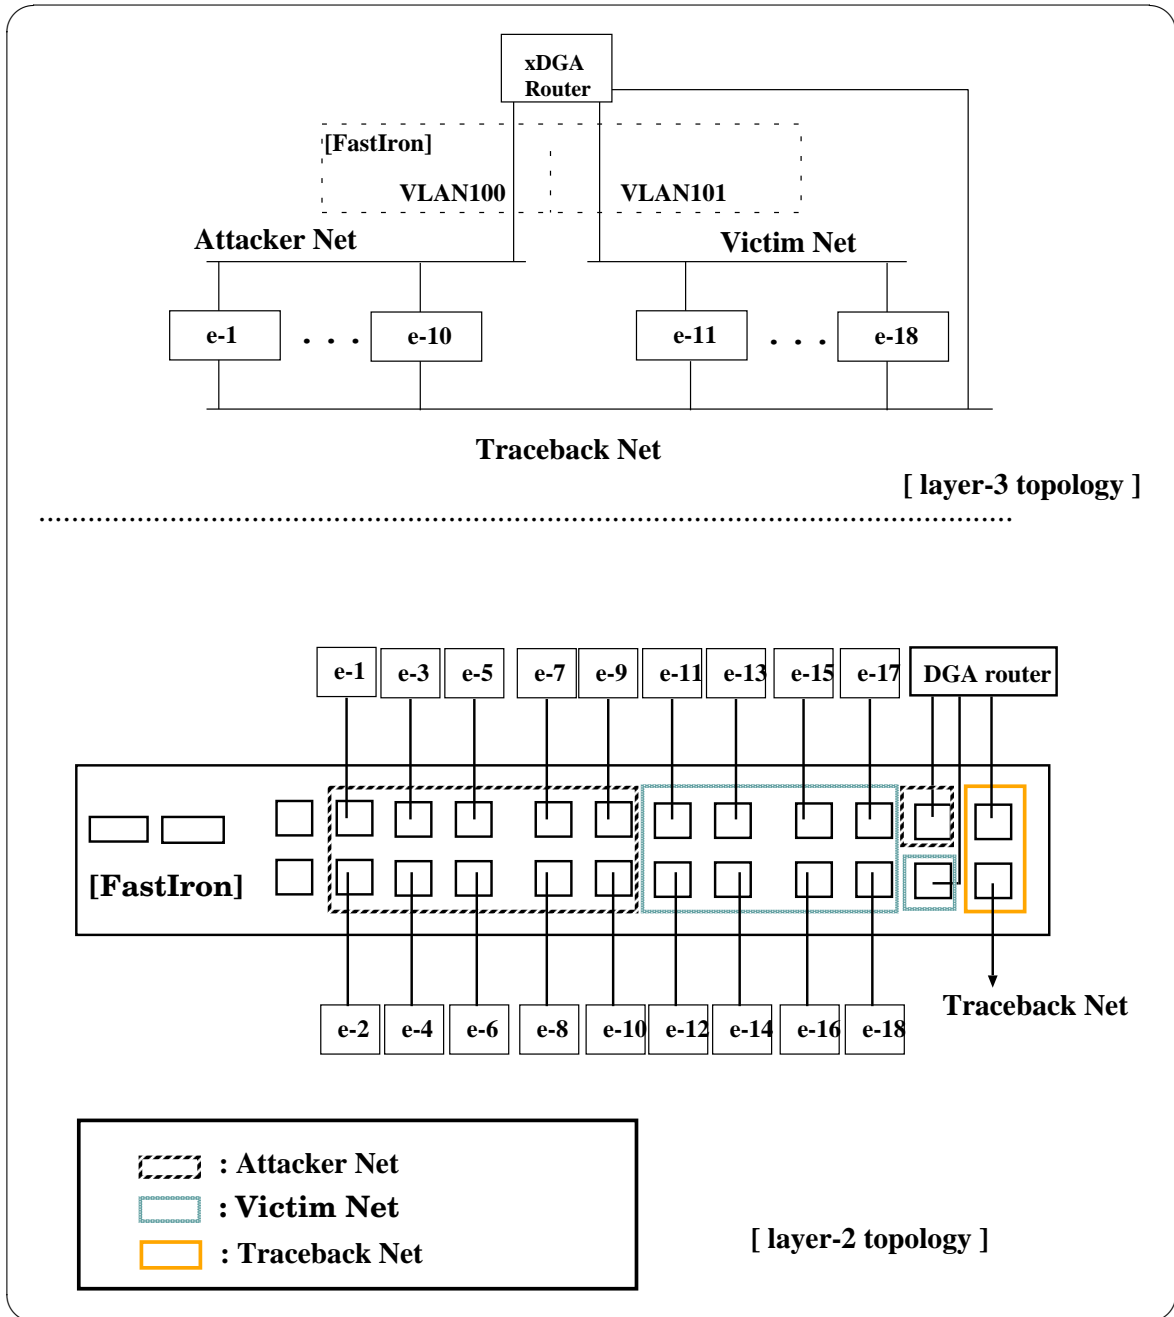 xDGA
Router
[FastIron]
VLAN100
VLAN101
Attacker Net
Victim Net
e-1
. . .
e-10
e-11
. . .
e-18
Traceback Net
[ layer-3 topology ]
e-1
e-3
e-5
e-7
e-9
e-11
e-13
e-15
e-17
DGA router
[FastIron]
Traceback Net
e-2
e-4
e-6
e-8
e-10
e-12
e-14
e-16
e-18
: Attacker Net
: Victim Net
: Traceback Net
[ layer-2 topology ]